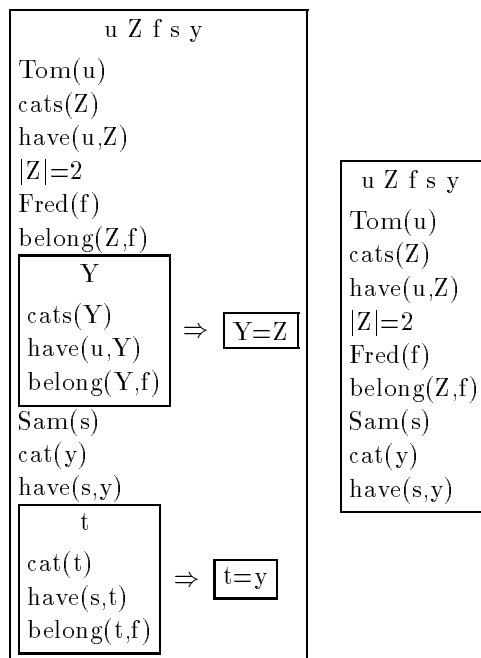 u Z f s y
Tom(u)
cats(Z)
have(u,Z)
|Z|=2
Fred(f)
belong(Z,f)
Y
cats(Y)
have(u,Y)
belong(Y,f)
⇒ Y=Z
Sam(s)
cat(y)
have(s,y)
t
cat(t)
have(s,t)
belong(t,f)
⇒ t=y
u Z f s y
Tom(u)
cats(Z)
have(u,Z)
|Z|=2
Fred(f)
belong(Z,f)
Sam(s)
cat(y)
have(s,y)